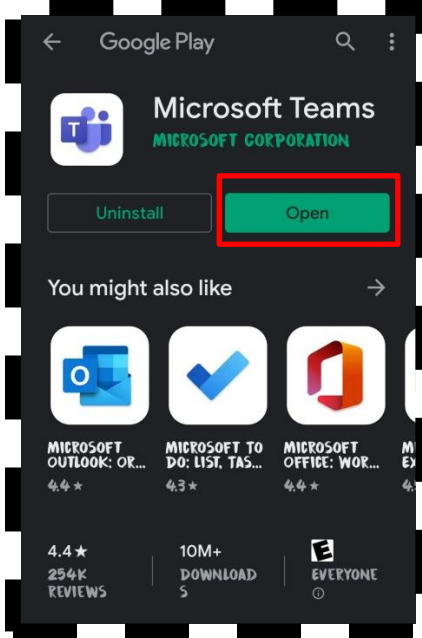 Google Play
T
Microsoft Teams
MICROSOFT CORPORATION
Uninstall
Open
You might also like
O
MICROSOFT
OUTLOOK: OR...
4.4 ★
MICROSOFT TO
DO: LIST, TAS...
4.3 ★
MICROSOFT
OFFICE: WOR...
4.4 ★
M
4.4 ★
254K
REVIEWS
10M+
DOWNLOAD
S
E
EVERYONE